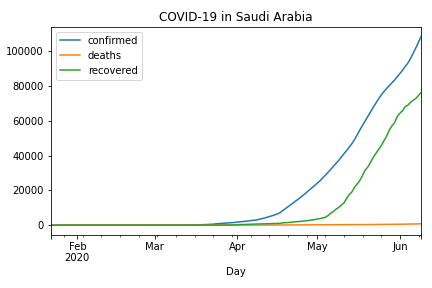 COVID-19 in Saudi Arabia
confirmed
deaths
recovered
100000
80000
60000
40000
20000
0
Feb Mar Apr May Jun
2020
Day